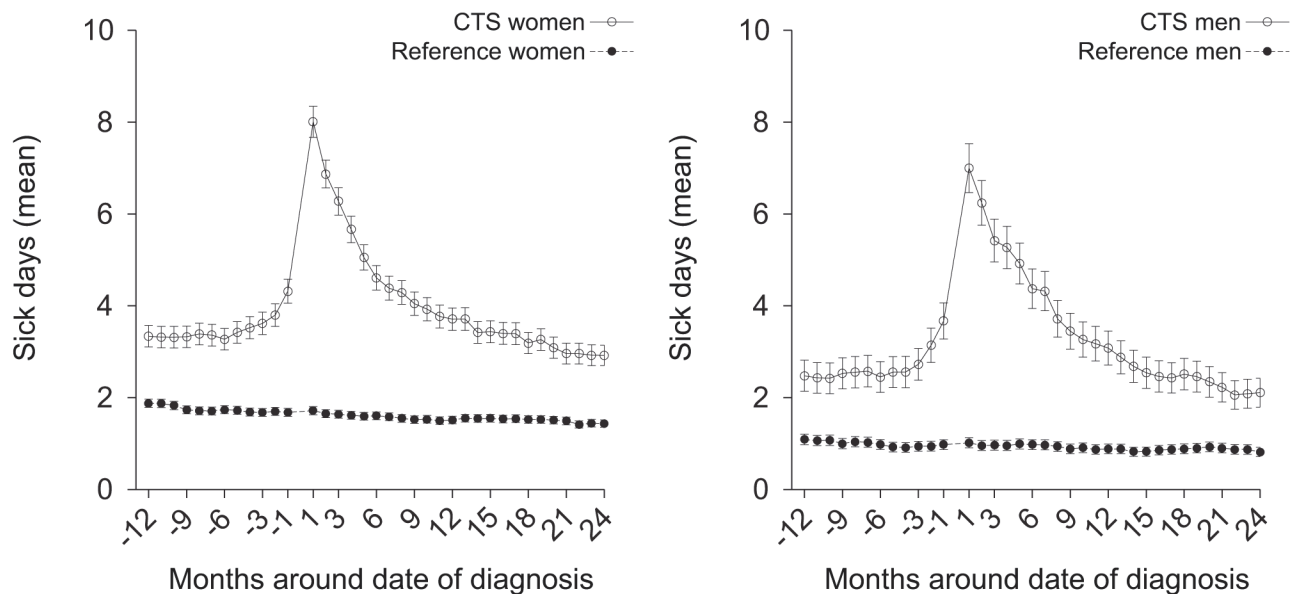 CTS women
Reference women
10
8
6
4
2
0
Sick days (mean)
-12 -9 -6 -3 -1 1 3 6 9 12 15 18 21 24
Months around date of diagnosis
CTS men
Reference men
10
8
6
4
2
0
Sick days (mean)
-12 -9 -6 -3 -1 1 3 6 9 12 15 18 21 24
Months around date of diagnosis